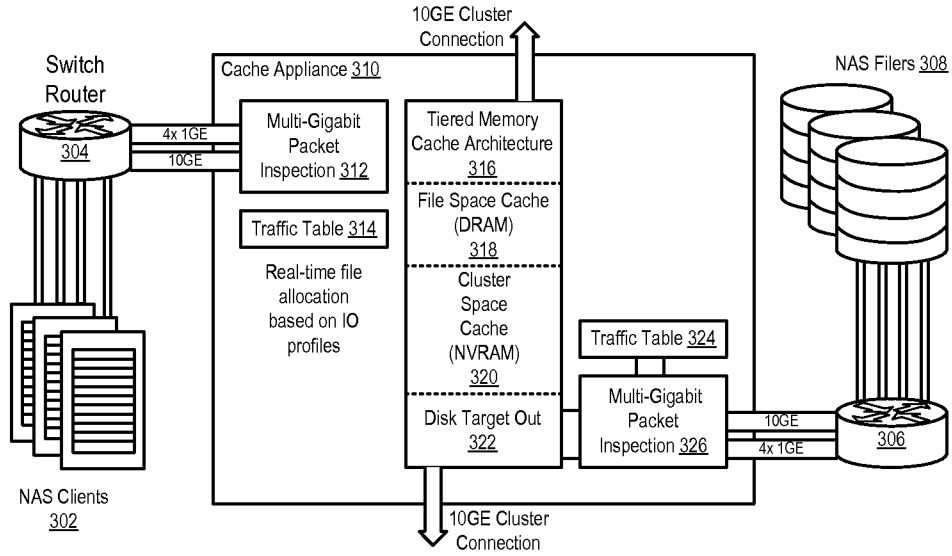 10GE Cluster
Connection
Switch
Router
304
4x 1GE
10GE
Cache Appliance 310
Multi-Gigabit
Packet
Inspection 312
Traffic Table 314
Real-time file
allocation
based on IO
profiles
Tiered Memory
Cache Architecture
316
File Space Cache
(DRAM)
318
Cluster
Space
Cache
(NVRAM)
320
Disk Target Out
322
Traffic Table 324
Multi-Gigabit
Packet
Inspection 326
NAS Filers 308
10GE
4x 1GE
306
NAS Clients
302
10GE Cluster
Connection